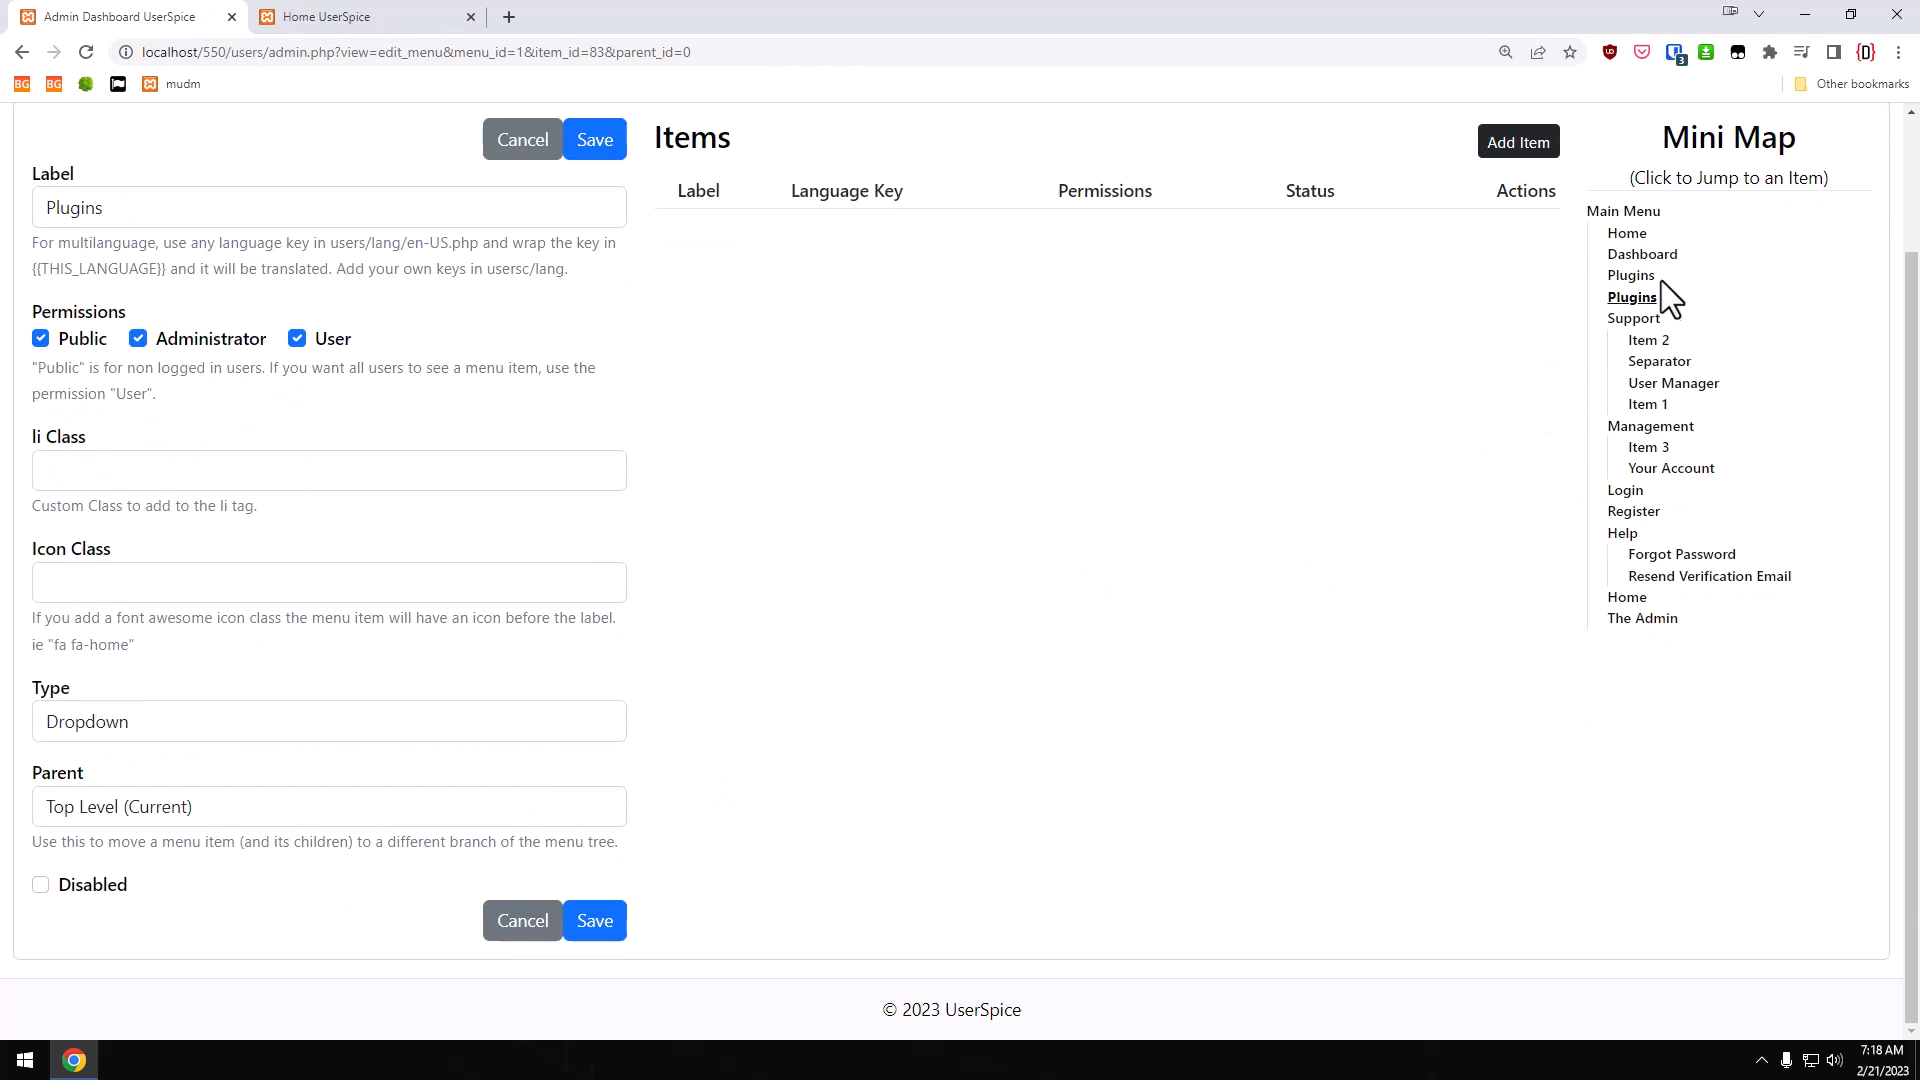 Admin Dashboard UserSpice
Home UserSpice
localhost/550/users/admin.php?view=edit_menu&menu_id=1&item_id=83&parent_id=0
3
{D}
BG
BG
mudm
Other bookmarks
Cancel
Save
Label
Plugins
For multilanguage, use any language key in users/lang/en-US.php and wrap the key in
{{THIS_LANGUAGE}} and it will be translated. Add your own keys in usersc/lang.
Permissions
Public
Administrator
User
"Public" is for non logged in users. If you want all users to see a menu item, use the
permission "User".
li Class
Custom Class to add to the li tag.
Icon Class
If you add a font awesome icon class the menu item will have an icon before the label.
ie "fa fa-home"
Type
Dropdown
Parent
Top Level (Current)
Use this to move a menu item (and its children) to a different branch of the menu tree.
Disabled
Cancel
Save
Items
Add Item
Label
Language Key
Permissions
Status
Actions
Mini Map
(Click to Jump to an Item)
Main Menu
Home
Dashboard
Plugins
Plugins
Support
Item 2
Separator
User Manager
Item 1
Management
Item 3
Your Account
Login
Register
Help
Forgot Password
Resend Verification Email
Home
The Admin
© 2023 UserSpice
7:18 AM
2/21/2023